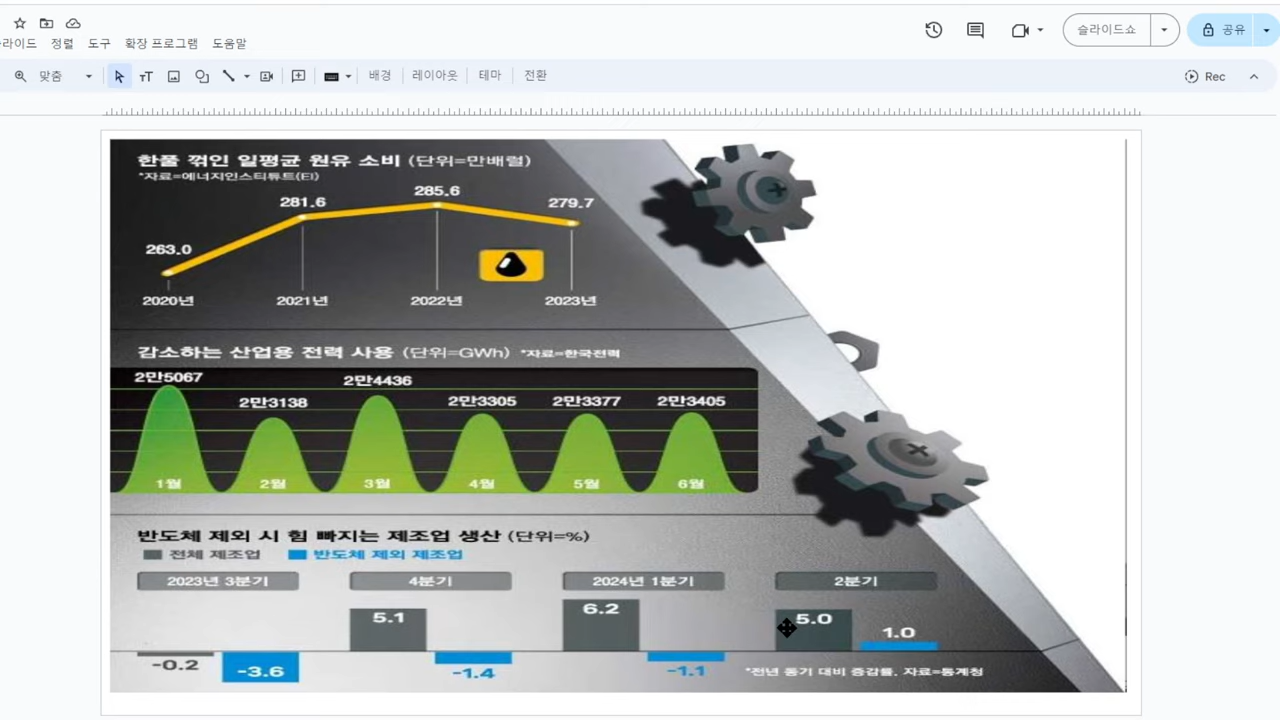 라이드 정렬 도구 확장 프로그램 도움말
슬라이드쇼
공유
맞춤
배경 레이아웃 테마 전환
Rec
한풀 꺾인 일평균 원유 소비 (단위=만배럴)
*자료=에너지인스티튜트(EI)
263.0 281.6 285.6 279.7
2020년 2021년 2022년 2023년
감소하는 산업용 전력 사용 (단위=GWh) *자료=한국전력
2만5067 2만3138 2만4436 2만3305 2만3377 2만3405
1월 2월 3월 4월 5월 6월
반도체 제외 시 힘 빠지는 제조업 생산 (단위=%)
전체 제조업 반도체 제외 제조업
2023년 3분기 4분기 2024년 1분기 2분기
5.1 6.2 5.0 1.0
-0.2 -3.6 -1.4 -1.1
*전년 동기 대비 증감률, 자료=통계청